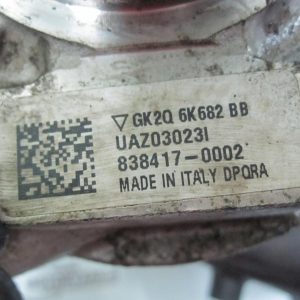 ▽GK2Q 6K682 BB
UAZ03023I
838417-0002
MADE IN ITALY DPQRA